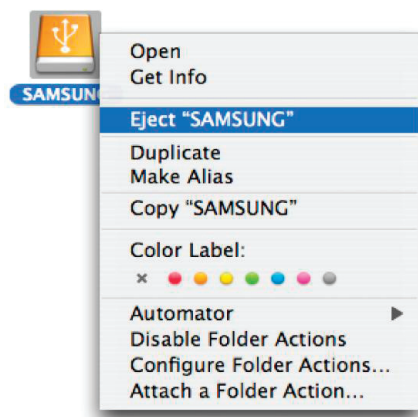 SAMSUNG
Open
Get Info
Eject “SAMSUNG”
Duplicate
Make Alias
Copy “SAMSUNG”
Color Label:
Automator
Disable Folder Actions
Configure Folder Actions...
Attach a Folder Action...